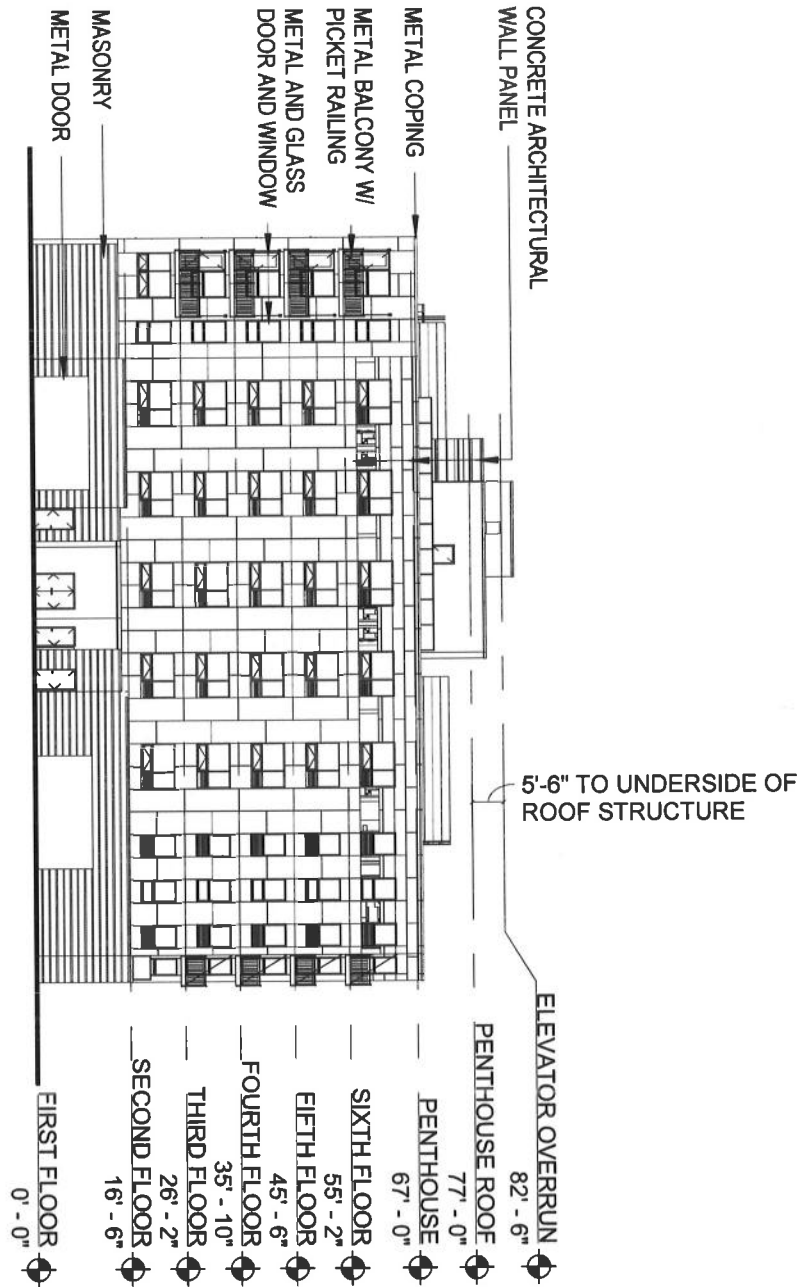 CONCRETE ARCHITECTURAL
WALL PANEL
METAL COPING
METAL BALCONY W/
PICKET RAILING
METAL AND GLASS
DOOR AND WINDOW
MASONRY
METAL DOOR
5'-6" TO UNDERSIDE OF
ROOF STRUCTURE
ELEVATOR OVERRUN
82' - 6"
PENTHOUSE ROOF
77' - 0"
PENTHOUSE
67' - 0"
SIXTH FLOOR
55' - 2"
FIFTH FLOOR
45' - 6"
FOURTH FLOOR
35' - 10"
THIRD FLOOR
26' - 2"
SECOND FLOOR
16' - 6"
FIRST FLOOR
0' - 0"